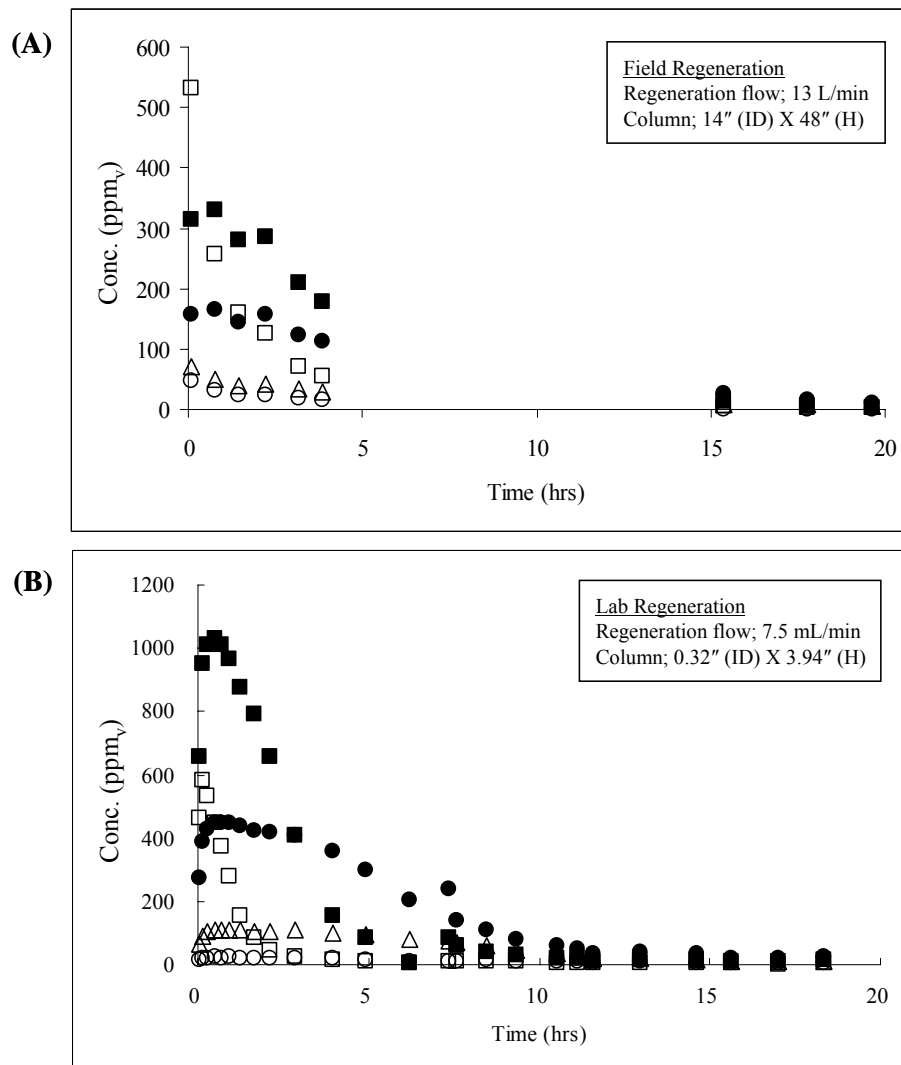 (A)
600
500
400
300
200
100
0
Conc. (ppmv)
0 5 10 15 20
Time (hrs)
Field Regeneration
Regeneration flow; 13 L/min
Column; 14″ (ID) X 48″ (H)
(B)
1200
1000
800
600
400
200
0
Conc. (ppmv)
0 5 10 15 20
Time (hrs)
Lab Regeneration
Regeneration flow; 7.5 mL/min
Column; 0.32″ (ID) X 3.94″ (H)